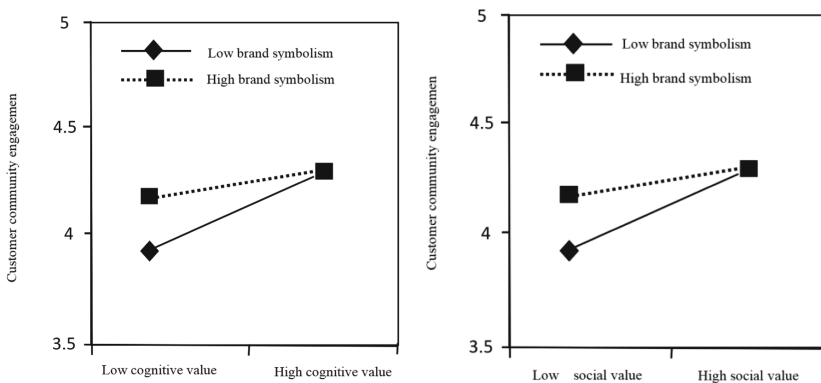 Customer community engagemen
5
4.5
4
3.5
Low brand symbolism
High brand symbolism
Low cognitive value
High cognitive value
Customer community engagemen
5
4.5
4
3.5
Low brand symbolism
High brand symbolism
Low social value
High social value